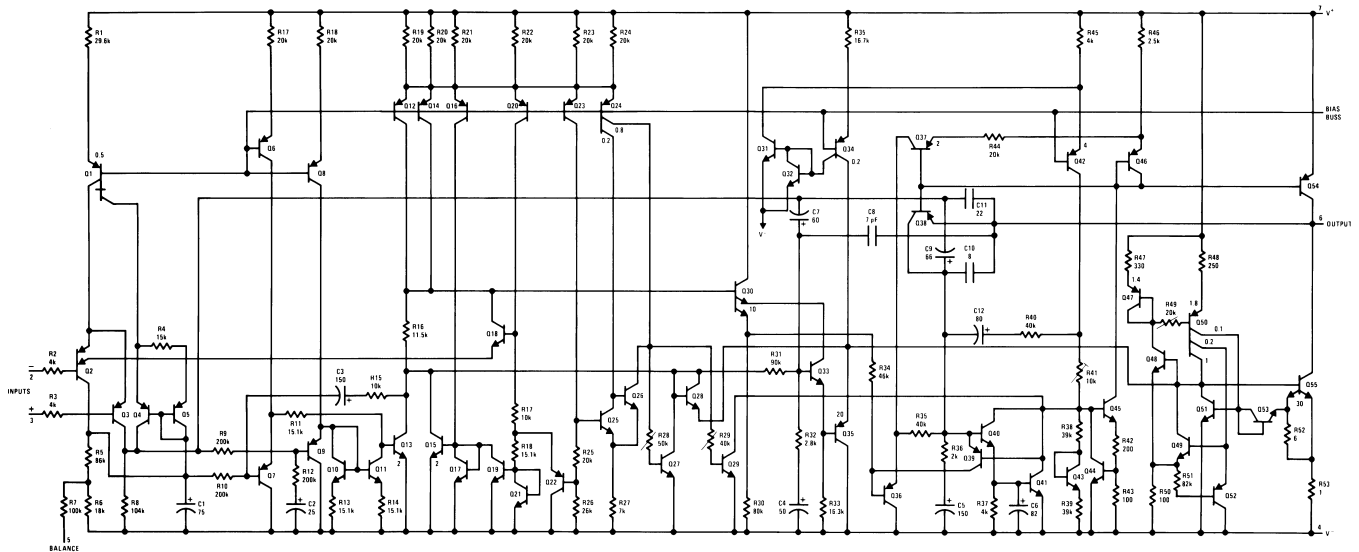 R1
29.6k
R17
20k
R18
20k
R19
20k
R20
20k
R21
20k
R22
20k
R23
20k
R24
20k
R35
16.7k
R45
4k
R46
2.5k
7 V+
Q12
Q14
Q16
Q20
Q23
Q24
0.8
0.2
BIAS
BUSS
Q6
Q31
Q32
Q34
0.2
Q37
2
R44
20k
4
Q42
Q46
0.5
Q1
Q8
Q54
C7
60
V-
C8
7 pF
Q38
C11
22
6 OUTPUT
C9
66
C10
8
R47
330
R48
250
1.4
Q47
R49
20k
1.8
Q50
0.1
0.2
1
Q30
10
C12
80
R40
40k
Q18
R16
11.5k
R4
15k
Q48
R2
4k
- 2
Q2
INPUTS
C3
150
R15
10k
R31
90k
Q33
R34
46k
R41
10k
+ 3
R3
4k
Q3
Q4
Q5
R17
10k
Q26
Q28
Q55
30
Q53
R11
15.1k
Q13
2
Q15
2
R18
15.1k
Q25
R28
50k
R29
40k
20
Q35
R35
40k
Q40
R38
39k
Q45
Q51
R52
6
R9
200k
R5
86k
Q9
Q10
Q11
Q17
Q19
R25
20k
R32
2.8k
R36
2k
Q39
R42
200
Q49
R10
200k
Q7
R12
200k
Q21
Q22
Q27
Q29
Q36
Q41
Q43
Q44
R51
82k
Q52
R7
100k
R6
18k
R8
104k
C1
75
C2
25
R13
15.1k
R14
15.1k
R26
26k
R27
7k
C4
50
R30
80k
R33
16.3k
C5
150
R37
4k
C6
82
R39
39k
R43
100
R50
100
R53
1
4 V-
5
BALANCE